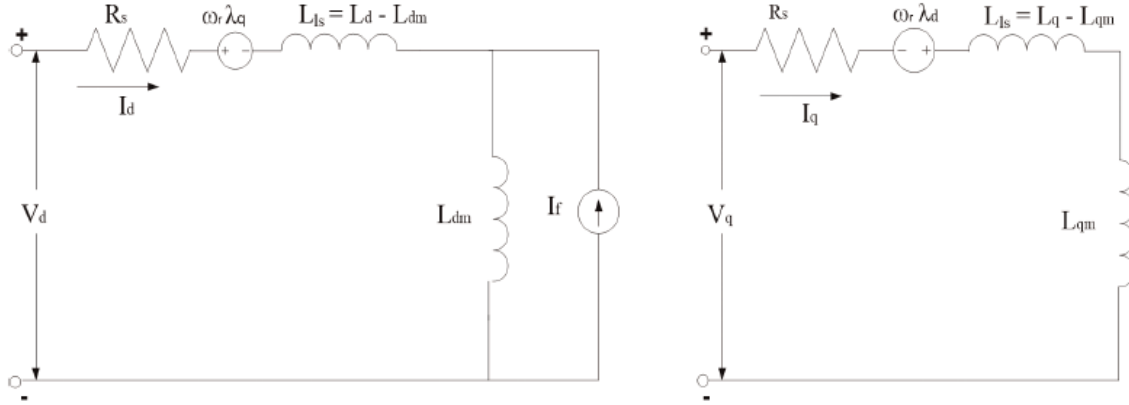 + Rs ωr λq Lls = Ld - Ldm
+ -
Id
Vd
Ldm
If
-
+ Rs ωr λd Lls = Lq - Lqm
- +
Iq
Vq
Lqm
-